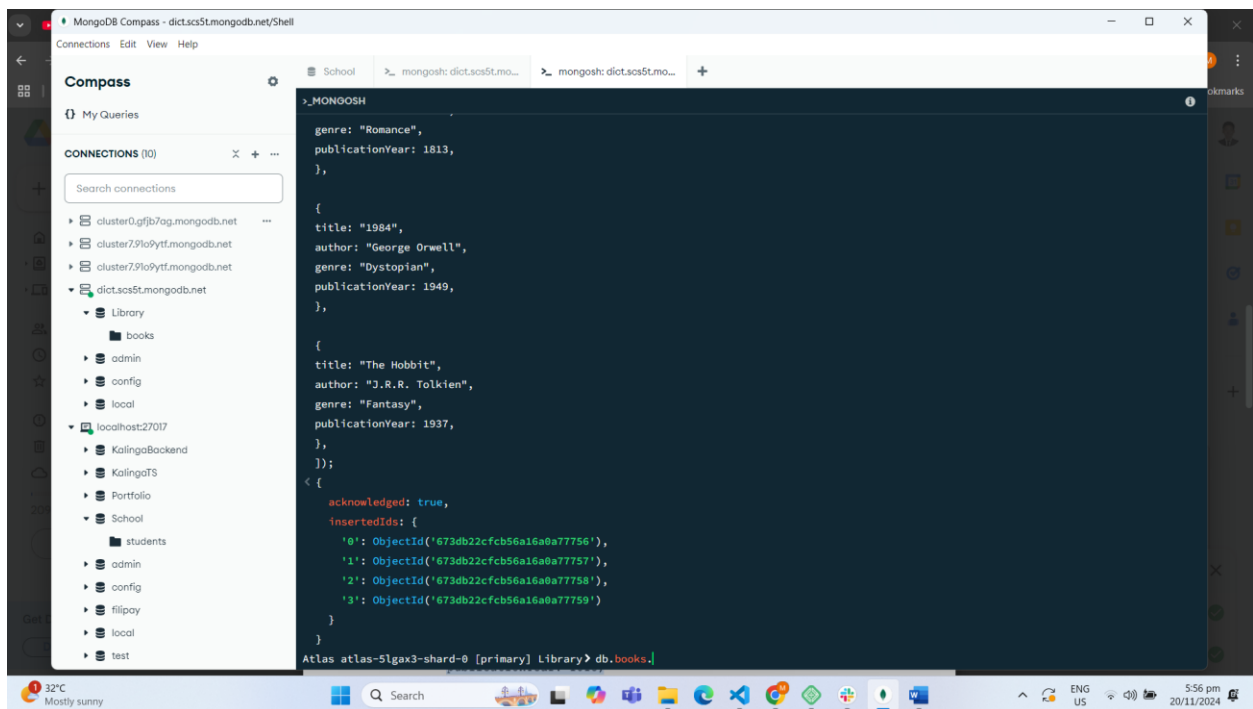 MongoDB Compass - dict.scs5t.mongodb.net/Shell
Connections Edit View Help
Compass
My Queries
CONNECTIONS (10)
Search connections
cluster0.gfjb7ag.mongodb.net
cluster7.91o9ytf.mongodb.net
cluster7.91o9ytf.mongodb.net
dict.scs5t.mongodb.net
Library
books
admin
config
local
localhost:27017
KalingaBackend
KalingaTS
Portfolio
School
students
admin
config
filipay
local
test
School >_ mongosh: dict.scs5t.mo... >_ mongosh: dict.scs5t.mo...
>_MONGOSH
genre: "Romance",
publicationYear: 1813,
},
{
title: "1984",
author: "George Orwell",
genre: "Dystopian",
publicationYear: 1949,
},
{
title: "The Hobbit",
author: "J.R.R. Tolkien",
genre: "Fantasy",
publicationYear: 1937,
},
]);
< {
acknowledged: true,
insertedIds: {
'0': ObjectId('673db22cfcb56a16a0a77756'),
'1': ObjectId('673db22cfcb56a16a0a77757'),
'2': ObjectId('673db22cfcb56a16a0a77758'),
'3': ObjectId('673db22cfcb56a16a0a77759')
}
}
Atlas atlas-5lgax3-shard-0 [primary] Library> db.books.
okmarks
1
32°C
Mostly sunny
Search
ENG
US
5:56 pm
20/11/2024